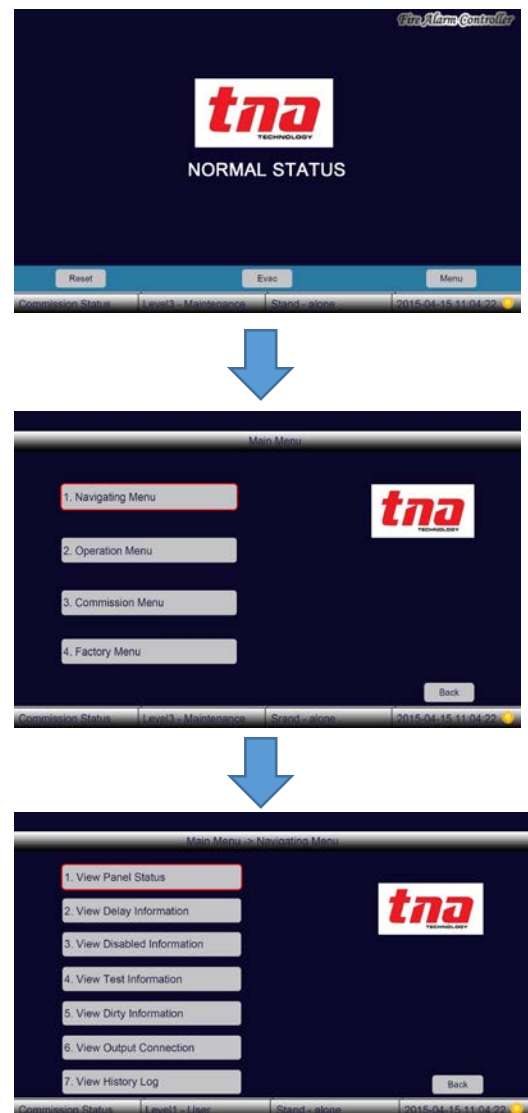 Fire Alarm Controller
tna
TECHNOLOGY
NORMAL STATUS
Reset Evac Menu
Commission Status Level3 - Maintenance Stand - alone 2015-04-15 11:04:22
Main Menu
1. Navigating Menu
tna
TECHNOLOGY
2. Operation Menu
3. Commission Menu
4. Factory Menu
Back
Commission Status Level3 - Maintenance Srand - alone 2015-04-15 11:04:22
Main Menu -> Navigating Menu
1. View Panel Status
tna
TECHNOLOGY
2. View Delay Information
3. View Disabled Information
4. View Test Information
5. View Dirty Information
6. View Output Connection
7. View History Log
Back
Commission Status Level1 - User Stand - alone 2015-04-15 11:04:22